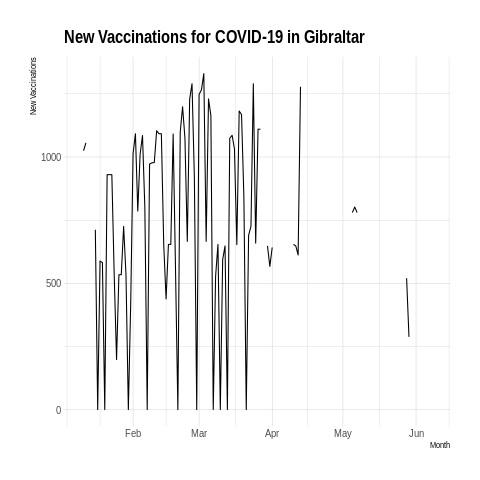 New Vaccinations for COVID-19 in Gibraltar
New Vaccinations
1000
500
0
Feb Mar Apr May Jun
Month